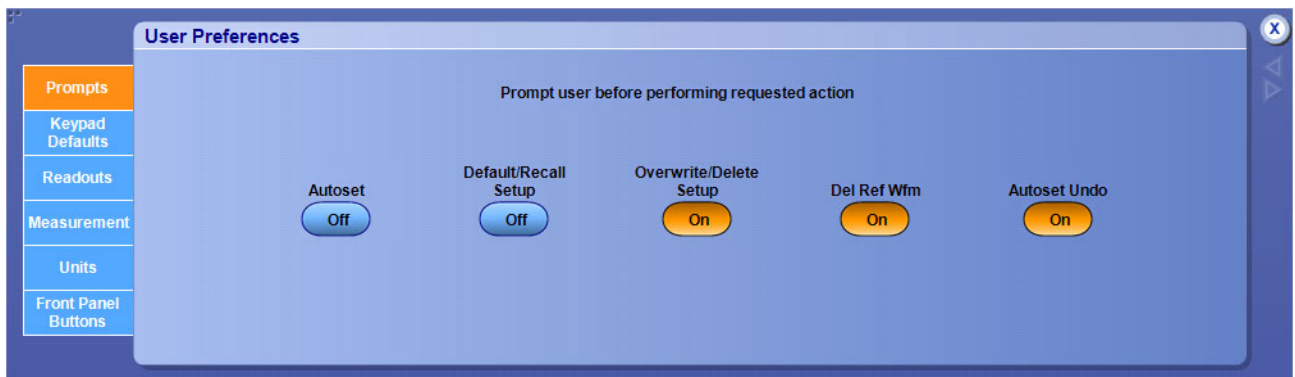 User Preferences
X
Prompts
Prompt user before performing requested action
Keypad
Defaults
Readouts
Measurement
Units
Front Panel
Buttons
Autoset
Off
Default/Recall
Setup
Off
Overwrite/Delete
Setup
On
Del Ref Wfm
On
Autoset Undo
On